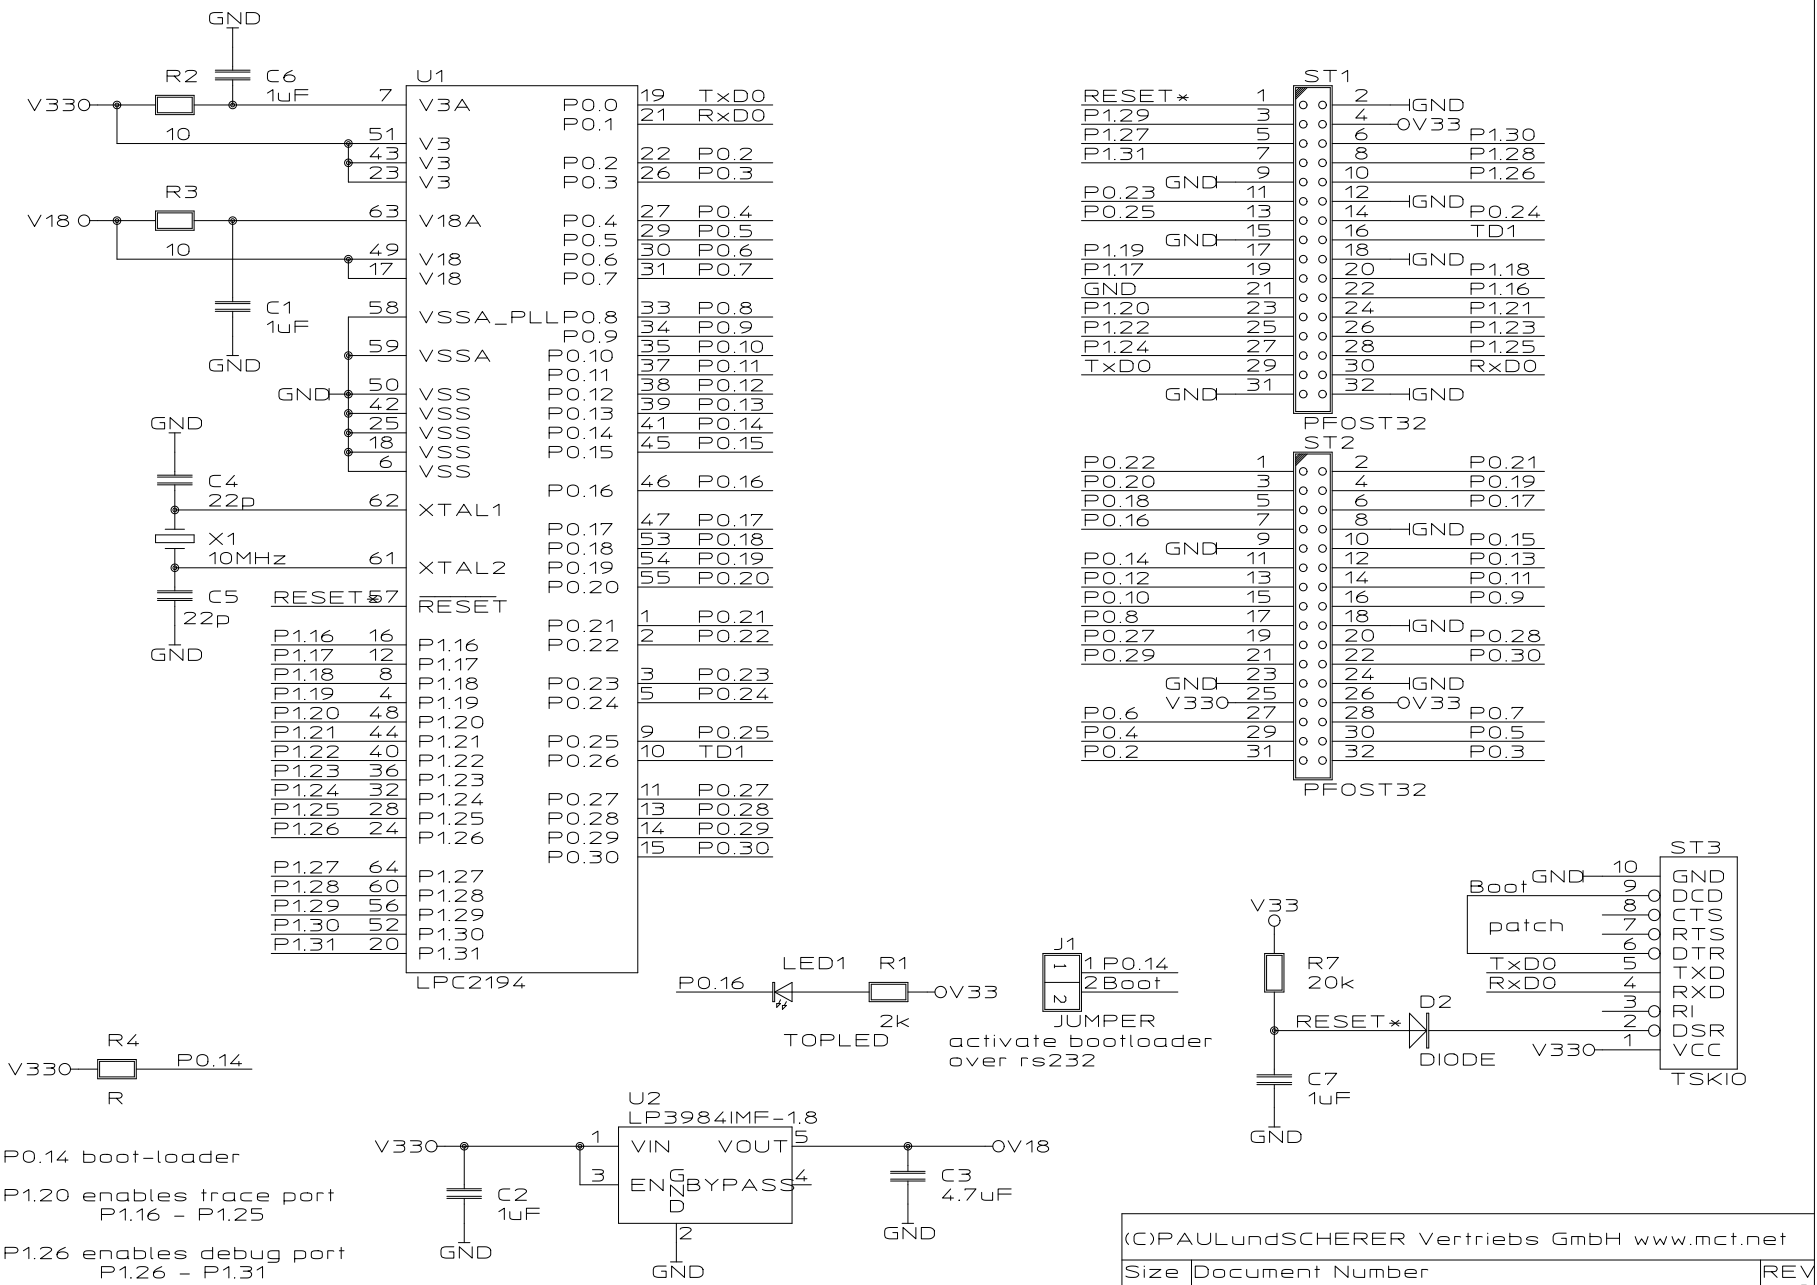 GND
R2
C6
1uF
V33
10
R3
V18
10
C1
1uF
GND
GND
GND
C4
22p
X1
10MHz
C5
22p
GND
U1
7 V3A
51 V3
43 V3
23 V3
63 V18A
49 V18
17 V18
58 VSSA_PLL
59 VSSA
50 VSS
42 VSS
25 VSS
18 VSS
6 VSS
62 XTAL1
61 XTAL2
RESET* 57 RESET
P1.16 16 P1.16
P1.17 12 P1.17
P1.18 8 P1.18
P1.19 4 P1.19
P1.20 48 P1.20
P1.21 44 P1.21
P1.22 40 P1.22
P1.23 36 P1.23
P1.24 32 P1.24
P1.25 28 P1.25
P1.26 24 P1.26
P1.27 64 P1.27
P1.28 60 P1.28
P1.29 56 P1.29
P1.30 52 P1.30
P1.31 20 P1.31
P0.0 19 TxD0
P0.1 21 RxD0
P0.2 22 P0.2
P0.3 26 P0.3
P0.4 27 P0.4
P0.5 29 P0.5
P0.6 30 P0.6
P0.7 31 P0.7
P0.8 33 P0.8
P0.9 34 P0.9
P0.10 35 P0.10
P0.11 37 P0.11
P0.12 38 P0.12
P0.13 39 P0.13
P0.14 41 P0.14
P0.15 45 P0.15
P0.16 46 P0.16
P0.17 47 P0.17
P0.18 53 P0.18
P0.19 54 P0.19
P0.20 55 P0.20
P0.21 1 P0.21
P0.22 2 P0.22
P0.23 3 P0.23
P0.24 5 P0.24
P0.25 9 P0.25
P0.26 10 TD1
P0.27 11 P0.27
P0.28 13 P0.28
P0.29 14 P0.29
P0.30 15 P0.30
LPC2194
ST1
RESET* 1 2 GND
P1.29 3 4 V33
P1.27 5 6 P1.30
P1.31 7 8 P1.28
GND 9 10 P1.26
P0.23 11 12 GND
P0.25 13 14 P0.24
GND 15 16 TD1
P1.19 17 18 GND
P1.17 19 20 P1.18
GND 21 22 P1.16
P1.20 23 24 P1.21
P1.22 25 26 P1.23
P1.24 27 28 P1.25
TxD0 29 30 RxD0
GND 31 32 GND
PFOST32
ST2
P0.22 1 2 P0.21
P0.20 3 4 P0.19
P0.18 5 6 P0.17
P0.16 7 8 GND
GND 9 10 P0.15
P0.14 11 12 P0.13
P0.12 13 14 P0.11
P0.10 15 16 P0.9
P0.8 17 18 GND
P0.27 19 20 P0.28
P0.29 21 22 P0.30
GND 23 24 GND
V33 25 26 V33
P0.6 27 28 P0.7
P0.4 29 30 P0.5
P0.2 31 32 P0.3
PFOST32
ST3
GND 10 GND
Boot 9 DCD
8 CTS
patch 7 RTS
6 DTR
TxD0 5 TXD
RxD0 4 RXD
3 RI
2 DSR
V33 1 VCC
TSKIO
V33
R7
20k
RESET*
D2
DIODE
C7
1uF
GND
P0.16
LED1
TOPLED
R1
2k
V33
J1
1 1 P0.14
2 2 Boot
JUMPER
activate bootloader
over rs232
R4
V33 P0.14
R
U2
LP3984IMF-1.8
V33 1 VIN VOUT 5 V18
3 EN GND BYPASS 4
2
C2
1uF
GND
GND
C3
4.7uF
GND
P0.14 boot-loader
P1.20 enables trace port
P1.16 - P1.25
P1.26 enables debug port
P1.26 - P1.31
(C)PAULundSCHERER Vertriebs GmbH www.mct.net
Size Document Number REV